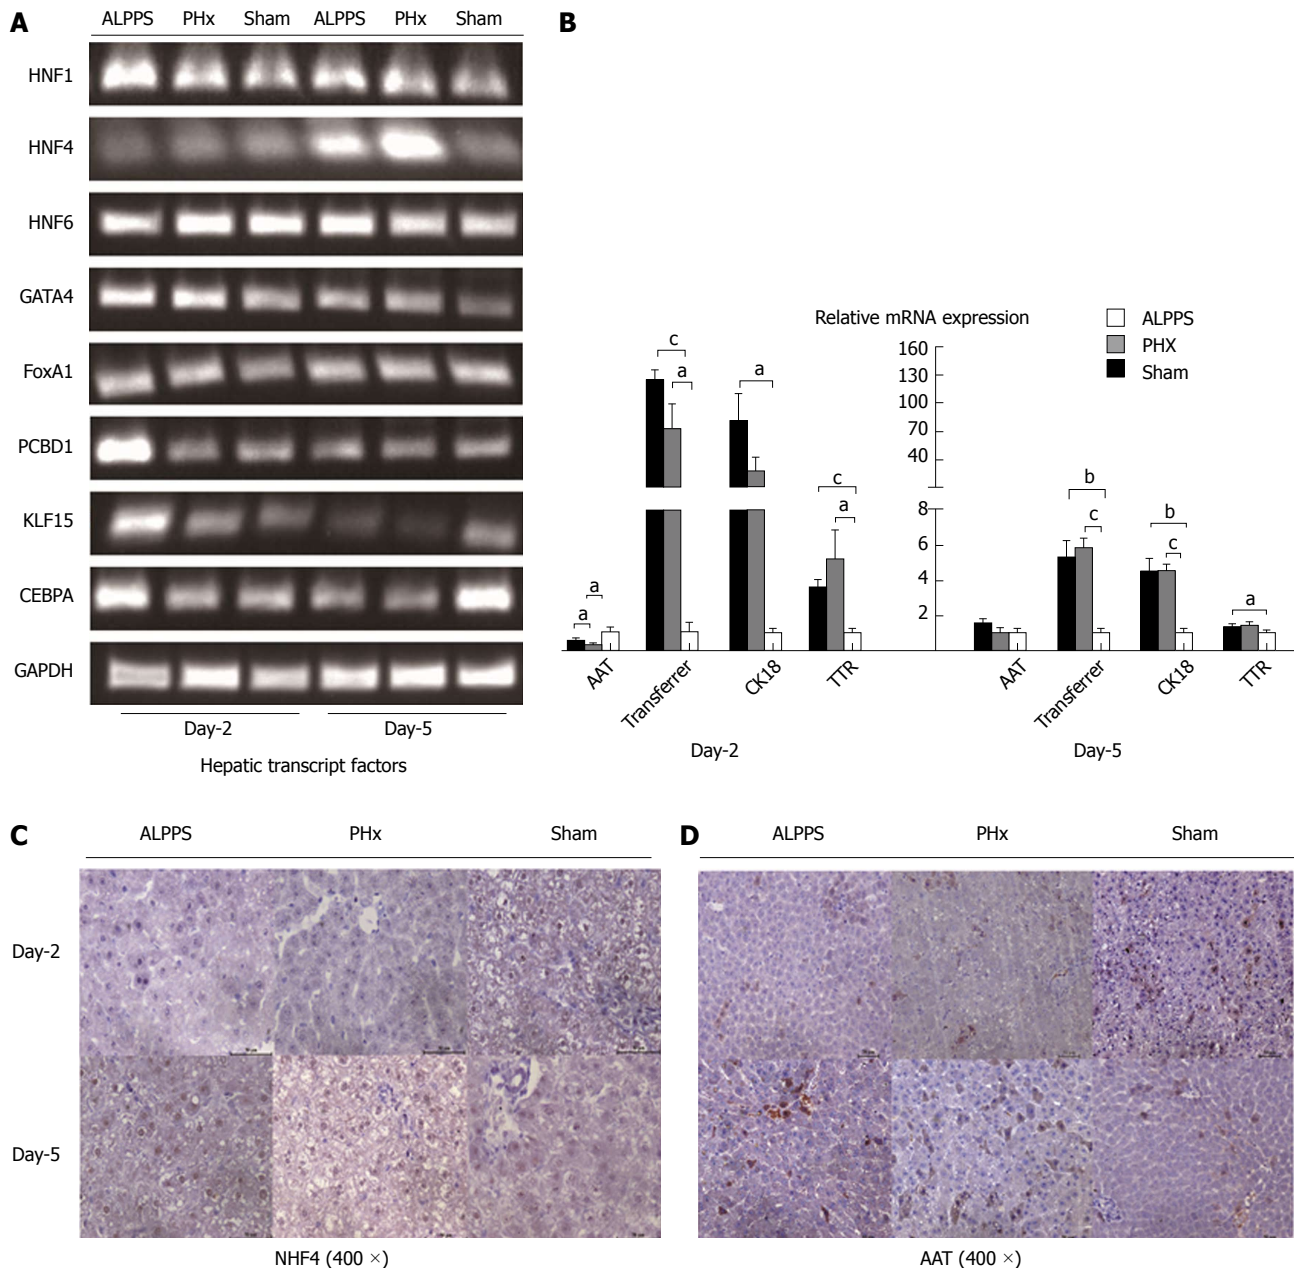 A
ALPPS PHx Sham ALPPS PHx Sham
HNF1
HNF4
HNF6
GATA4
FoxA1
PCBD1
KLF15
CEBPA
GAPDH
Day-2 Day-5
Hepatic transcript factors
B
Relative mRNA expression
ALPPS
PHX
Sham
160
130
100
70
40
8
6
4
2
c
a
a
c
a
a
a
b
c
b
c
a
AAT Transferrer CK18 TTR
AAT Transferrer CK18 TTR
Day-2 Day-5
C
ALPPS PHx Sham
Day-2
Day-5
NHF4 (400 ×)
D
ALPPS PHx Sham
AAT (400 ×)